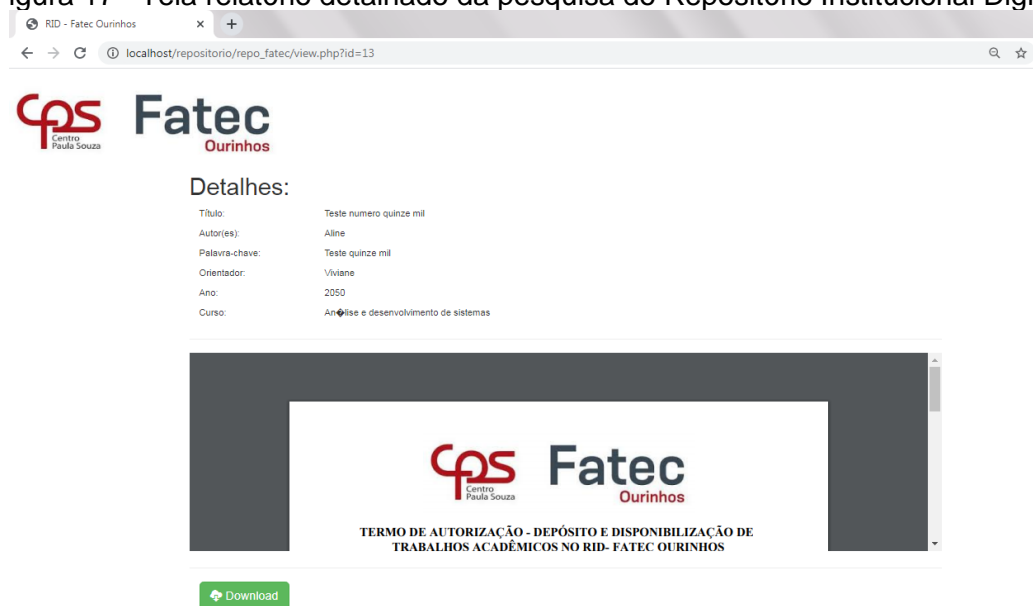 igura 17 - Tela relatório detalhado da pesquisa do Repositório Institucional Digi
RID - Fatec Ourinhos
localhost/repositorio/repo_fatec/view.php?id=13
cps Fatec
Centro
Paula Souza
Ourinhos
Detalhes:
Título: Teste numero quinze mil
Autor(es): Aline
Palavra-chave: Teste quinze mil
Orientador: Viviane
Ano: 2050
Curso: An�lise e desenvolvimento de sistemas
cps Fatec
Centro
Paula Souza
Ourinhos
TERMO DE AUTORIZAÇÃO - DEPÓSITO E DISPONIBILIZAÇÃO DE
TRABALHOS ACADÊMICOS NO RID- FATEC OURINHOS
Download